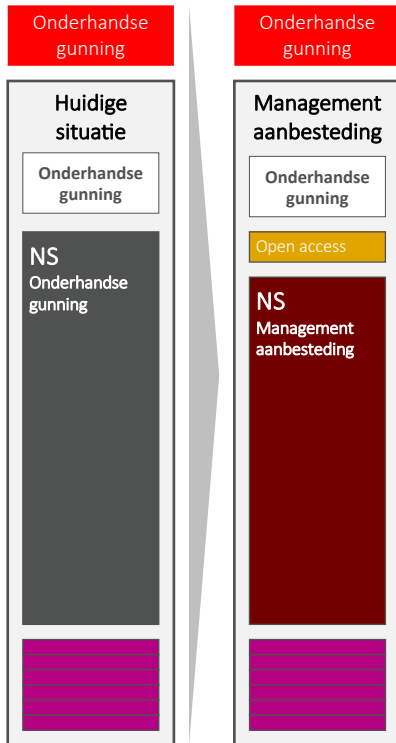 Onderhandse
gunning
Huidige
situatie
Onderhandse
gunning
NS
Onderhandse
gunning
Onderhandse
gunning
Management
aanbesteding
Onderhandse
gunning
Open access
NS
Management
aanbesteding